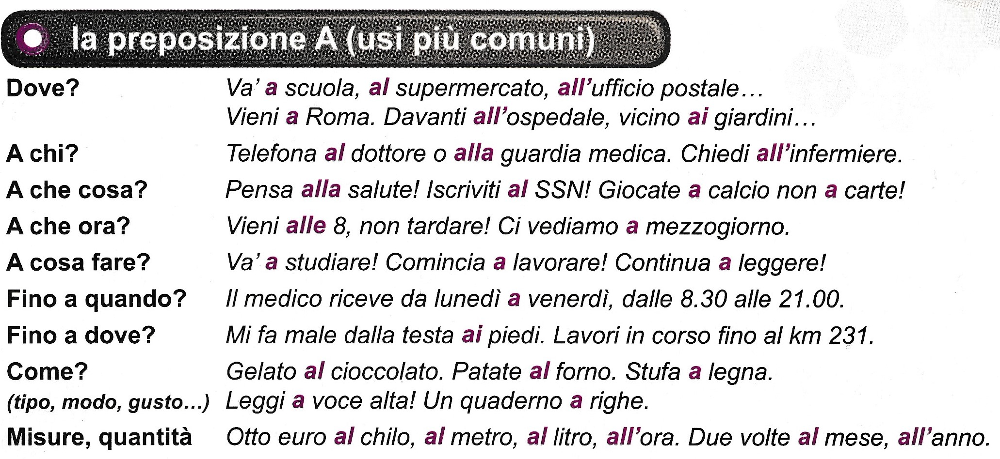 la preposizione A (usi più comuni)
Dove? Va’ a scuola, al supermercato, all’ufficio postale…
Vieni a Roma. Davanti all’ospedale, vicino ai giardini…
A chi? Telefona al dottore o alla guardia medica. Chiedi all’infermiere.
A che cosa? Pensa alla salute! Iscriviti al SSN! Giocate a calcio non a carte!
A che ora? Vieni alle 8, non tardare! Ci vediamo a mezzogiorno.
A cosa fare? Va’ a studiare! Comincia a lavorare! Continua a leggere!
Fino a quando? Il medico riceve da lunedì a venerdì, dalle 8.30 alle 21.00.
Fino a dove? Mi fa male dalla testa ai piedi. Lavori in corso fino al km 231.
Come? Gelato al cioccolato. Patate al forno. Stufa a legna.
(tipo, modo, gusto...) Leggi a voce alta! Un quaderno a righe.
Misure, quantità Otto euro al chilo, al metro, al litro, all’ora. Due volte al mese, all’anno.